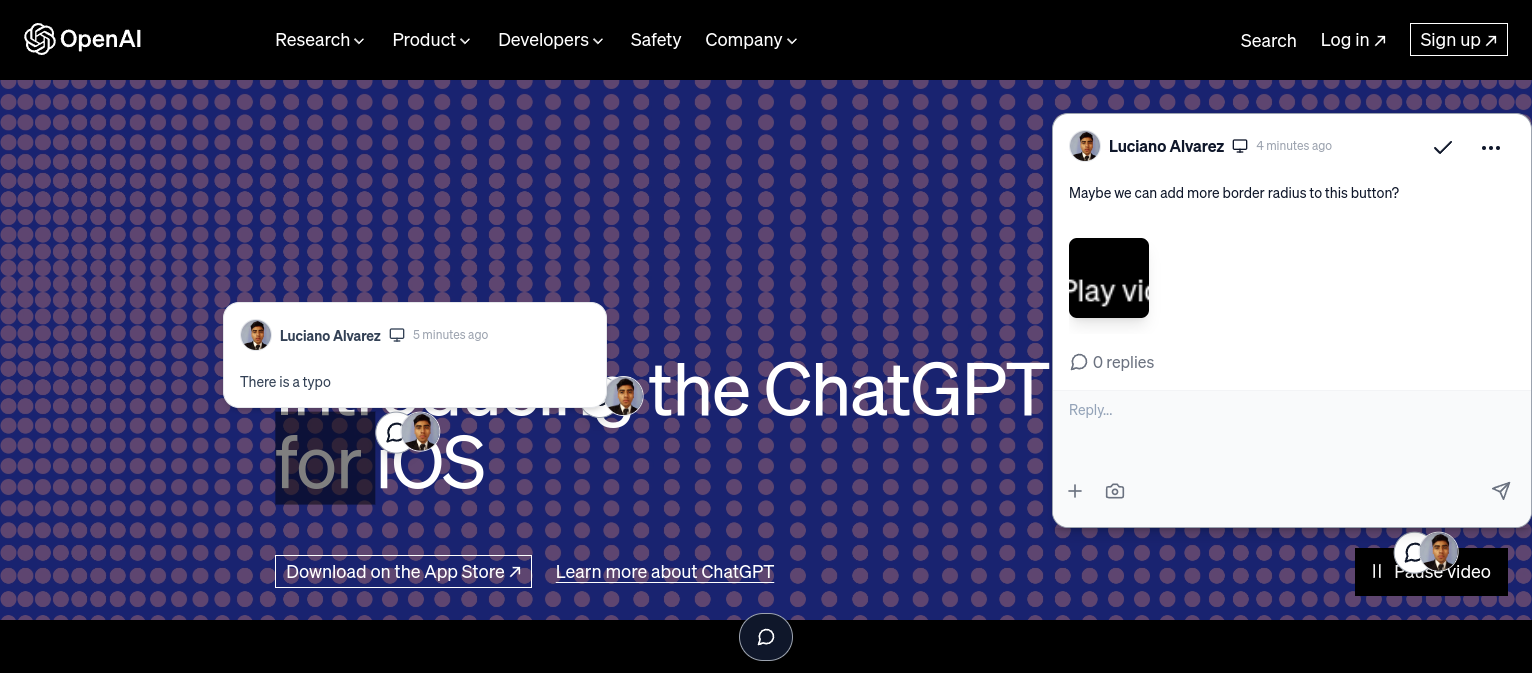 OpenAI
Research
Product
Developers
Safety
Company
Search
Log in ↗
Sign up ↗
Luciano Alvarez 4 minutes ago
Maybe we can add more border radius to this button?
Play vic
0 replies
Reply...
Luciano Alvarez 5 minutes ago
There is a typo
Introducing the ChatGPT
for iOS
Download on the App Store ↗
Learn more about ChatGPT
Pause video